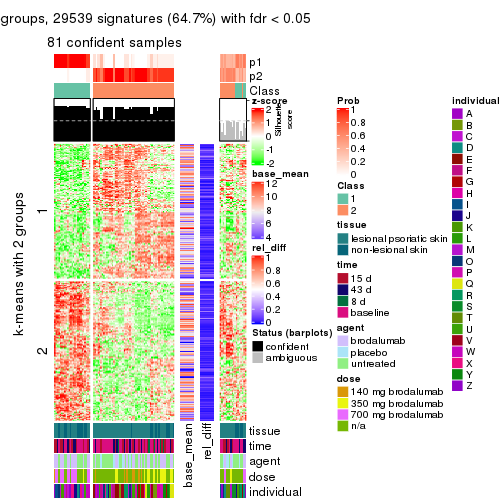 groups, 29539 signatures (64.7%) with fdr < 0.05
81 confident samples
p1
p2
Class
Silhouette
score
z-score
2
1
0
-1
-2
base_mean
12
10
8
6
4
rel_diff
1
0.8
0.6
0.4
0.2
0
Status (barplots)
confident
ambiguous
k-means with 2 groups
1
2
base_mean
rel_diff
tissue
time
agent
dose
individual
Prob
1
0.8
0.6
0.4
0.2
0
Class
1
2
tissue
lesional psoriatic skin
non-lesional skin
time
15 d
43 d
8 d
baseline
agent
brodalumab
placebo
untreated
dose
140 mg brodalumab
350 mg brodalumab
700 mg brodalumab
n/a
individual
A
B
C
D
E
F
G
H
I
J
K
L
M
O
P
Q
R
S
T
U
V
W
X
Y
Z